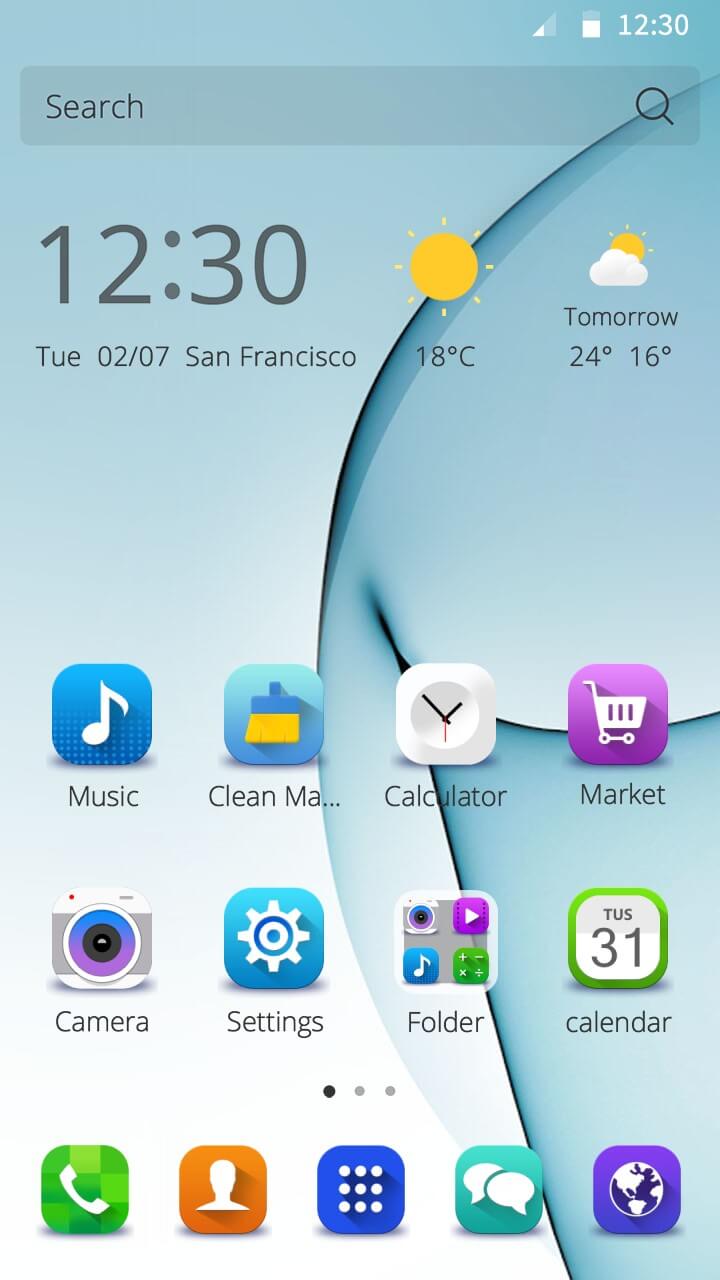 12:30
Search
12:30
Tomorrow
Tue 02/07 San Francisco 18°C 24° 16°
Music Clean Ma... Calculator Market
TUS
31
Camera Settings Folder calendar